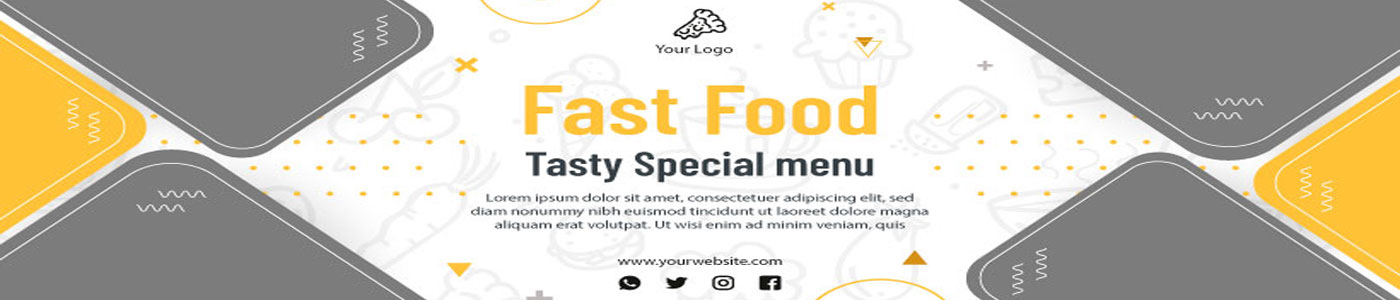 Your Logo
Fast Food
Tasty Special menu
Lorem ipsum dolor sit amet, consectetuer adipiscing elit, sed
diam nonummy nibh euismod tincidunt ut laoreet dolore magna
aliquam erat volutpat. Ut wisi enim ad minim veniam, quis
www.yourwebsite.com